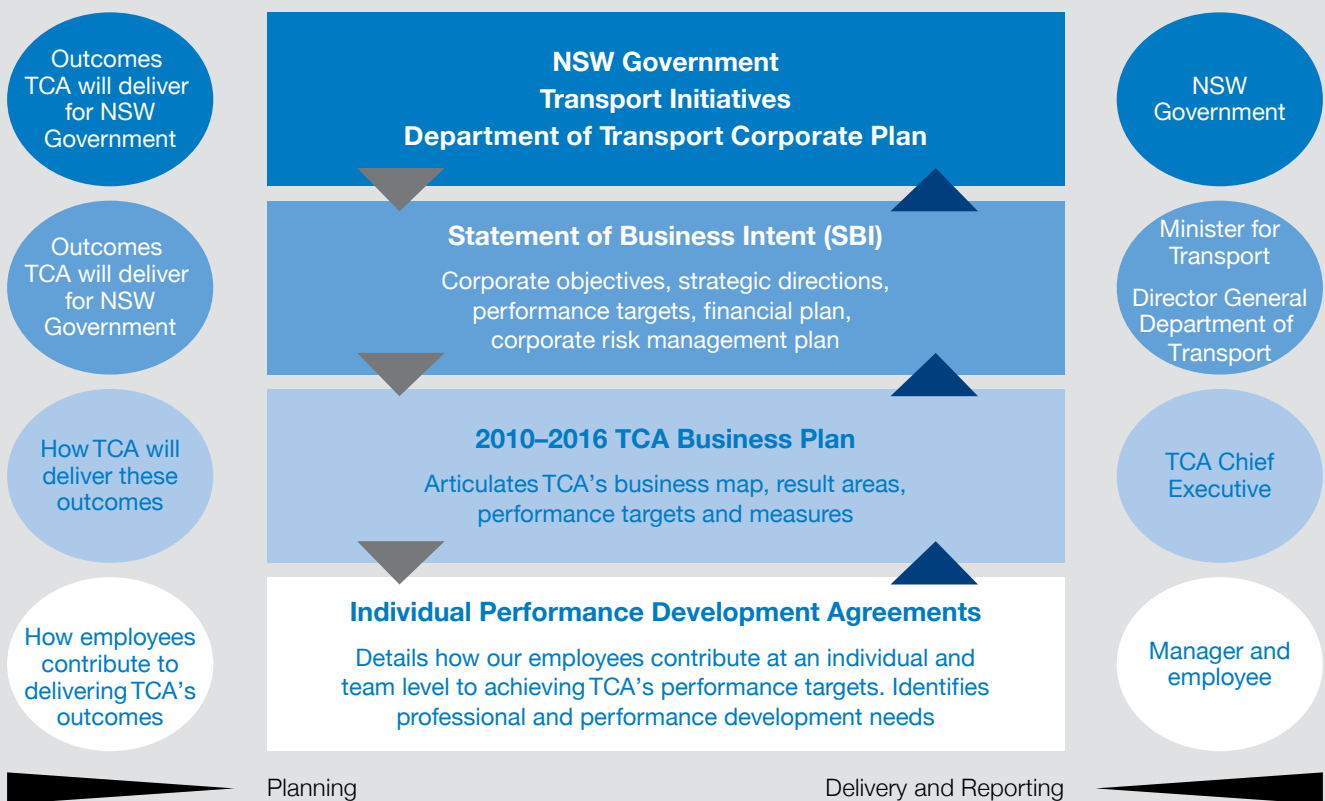 Outcomes
TCA will deliver
for NSW
Government
NSW Government
Transport Initiatives
Department of Transport Corporate Plan
NSW
Government
Outcomes
TCA will deliver
for NSW
Government
Statement of Business Intent (SBI)
Corporate objectives, strategic directions,
performance targets, financial plan,
corporate risk management plan
Minister for
Transport
Director General
Department of
Transport
How TCA will
deliver these
outcomes
2010–2016 TCA Business Plan
Articulates TCA’s business map, result areas,
performance targets and measures
TCA Chief
Executive
How employees
contribute to
delivering TCA’s
outcomes
Individual Performance Development Agreements
Details how our employees contribute at an individual and
team level to achieving TCA’s performance targets. Identifies
professional and performance development needs
Manager and
employee
Planning
Delivery and Reporting